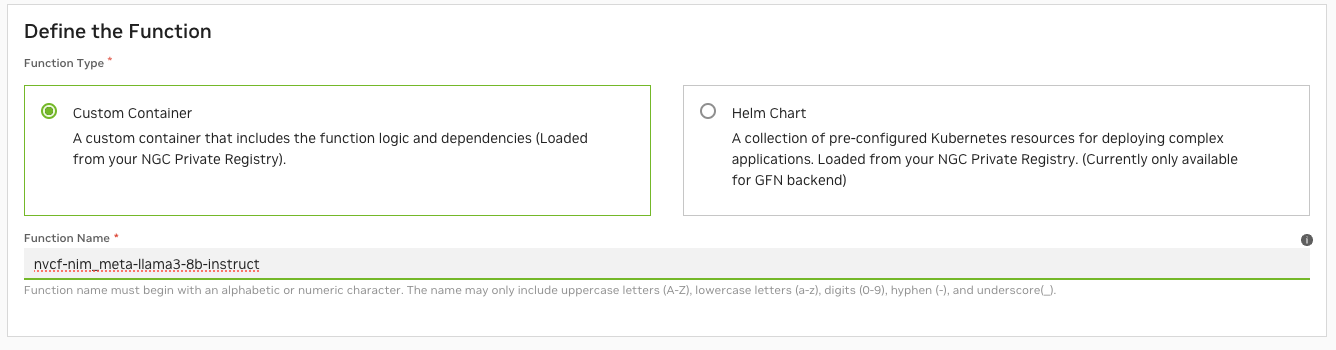 Define the Function
Function Type *
Custom Container
A custom container that includes the function logic and dependencies (Loaded
from your NGC Private Registry).
Helm Chart
A collection of pre-configured Kubernetes resources for deploying complex
applications. Loaded from your NGC Private Registry. (Currently only available
for GFN backend)
Function Name *
i
nvcf-nim_meta-llama3-8b-instruct
Function name must begin with an alphabetic or numeric character. The name may only include uppercase letters (A-Z), lowercase letters (a-z), digits (0-9), hyphen (-), and underscore(_).